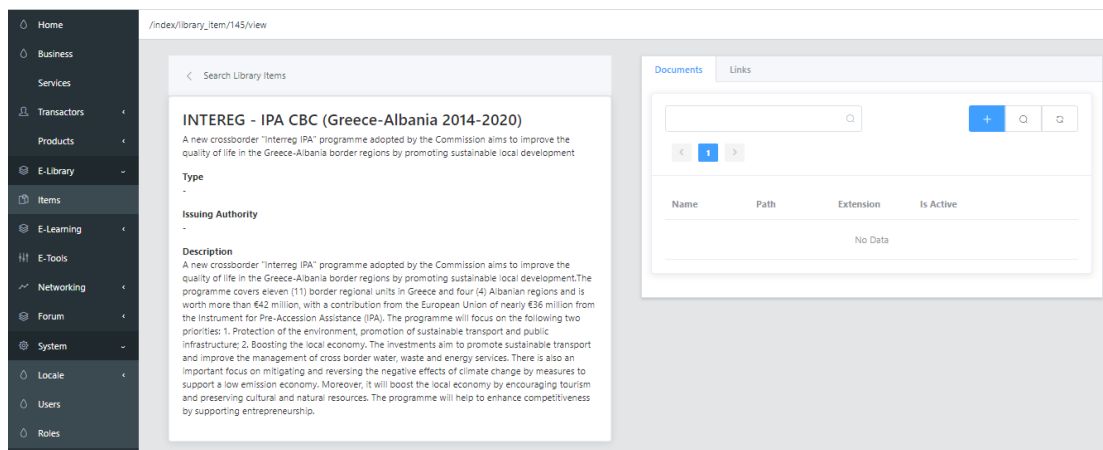 Home
Business
Services
Transactors
Products
E-Library
Items
E-Learning
E-Tools
Networking
Forum
System
Locale
Users
Roles
/index/library_item/145/view
Search Library Items
INTEREG - IPA CBC (Greece-Albania 2014-2020)
A new crossborder "Interreg IPA" programme adopted by the Commission aims to improve the
quality of life in the Greece-Albania border regions by promoting sustainable local development
Type
-
Issuing Authority
-
Description
A new crossborder "Interreg IPA" programme adopted by the Commission aims to improve the
quality of life in the Greece-Albania border regions by promoting sustainable local development.The
programme covers eleven (11) border regional units in Greece and four (4) Albanian regions and is
worth more than €42 million, with a contribution from the European Union of nearly €36 million from
the Instrument for Pre-Accession Assistance (IPA). The programme will focus on the following two
priorities: 1. Protection of the environment, promotion of sustainable transport and public
infrastructure; 2. Boosting the local economy. The investments aim to promote sustainable transport
and improve the management of cross border water, waste and energy services. There is also an
important focus on mitigating and reversing the negative effects of climate change by measures to
support a low emission economy. Moreover, it will boost the local economy by encouraging tourism
and preserving cultural and natural resources. The programme will help to enhance competitiveness
by supporting entrepreneurship.
Documents Links
1
Name Path Extension Is Active
No Data